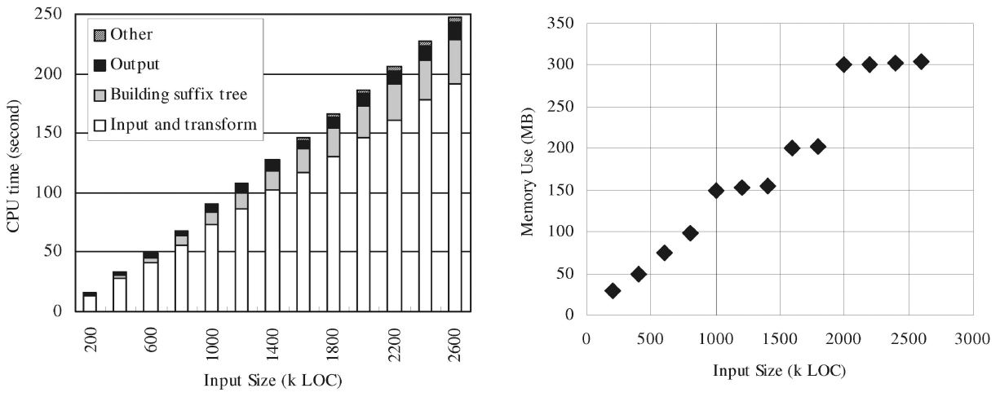 250
200
150
100
50
0
CPU time (second)
Other
Output
Building suffix tree
Input and transform
200
600
1000
1400
1800
2200
2600
Input Size (k LOC)
350
300
250
200
150
100
50
0
Memory Use (MB)
0 500 1000 1500 2000 2500 3000
Input Size (k LOC)